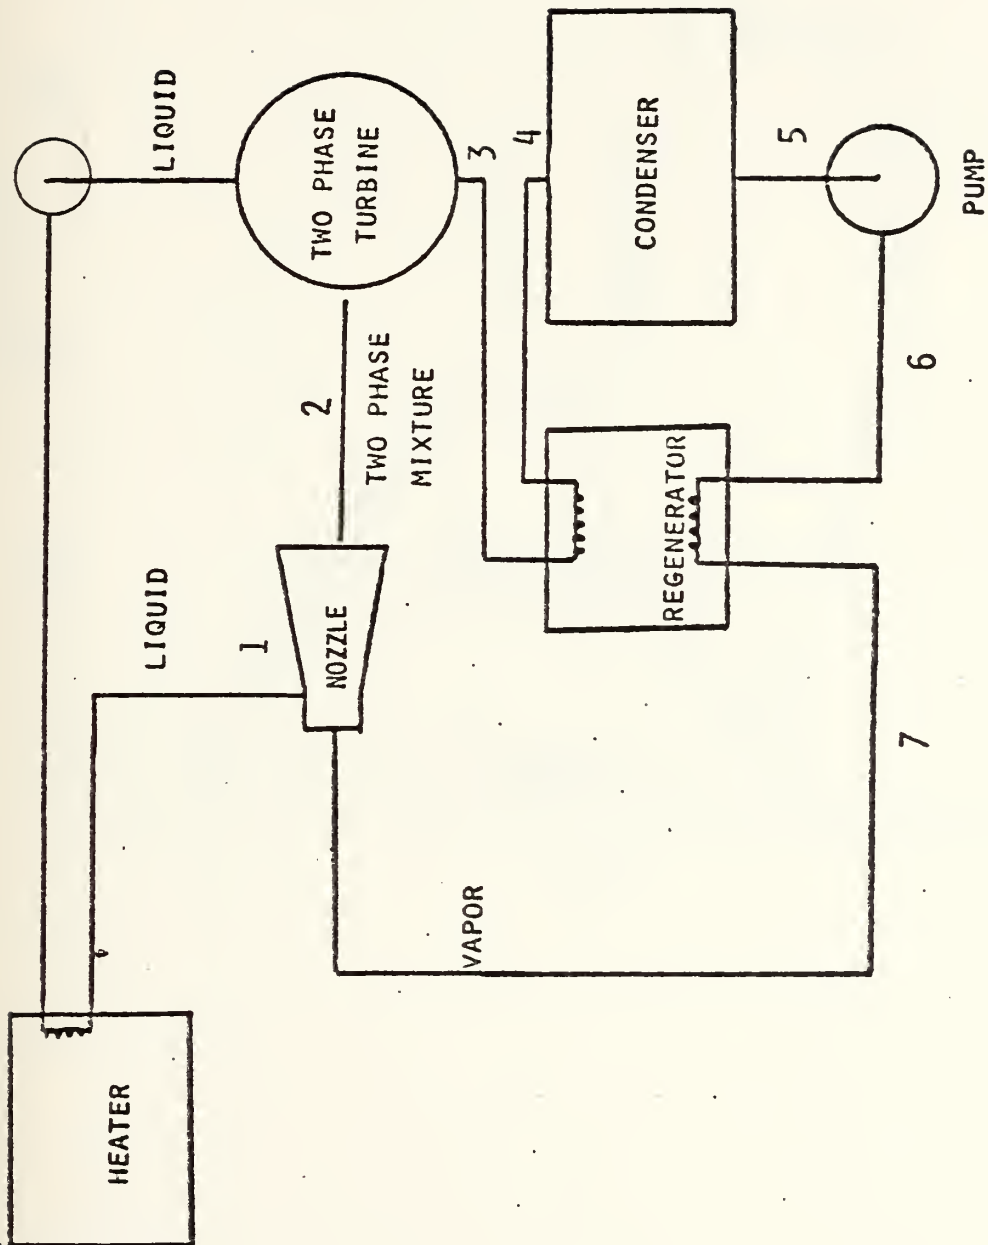 HEATER
LIQUID
1
NOZZLE
2
TWO PHASE
MIXTURE
LIQUID
TWO PHASE
TURBINE
3
4
VAPOR
REGENERATOR
CONDENSER
5
6
7
PUMP